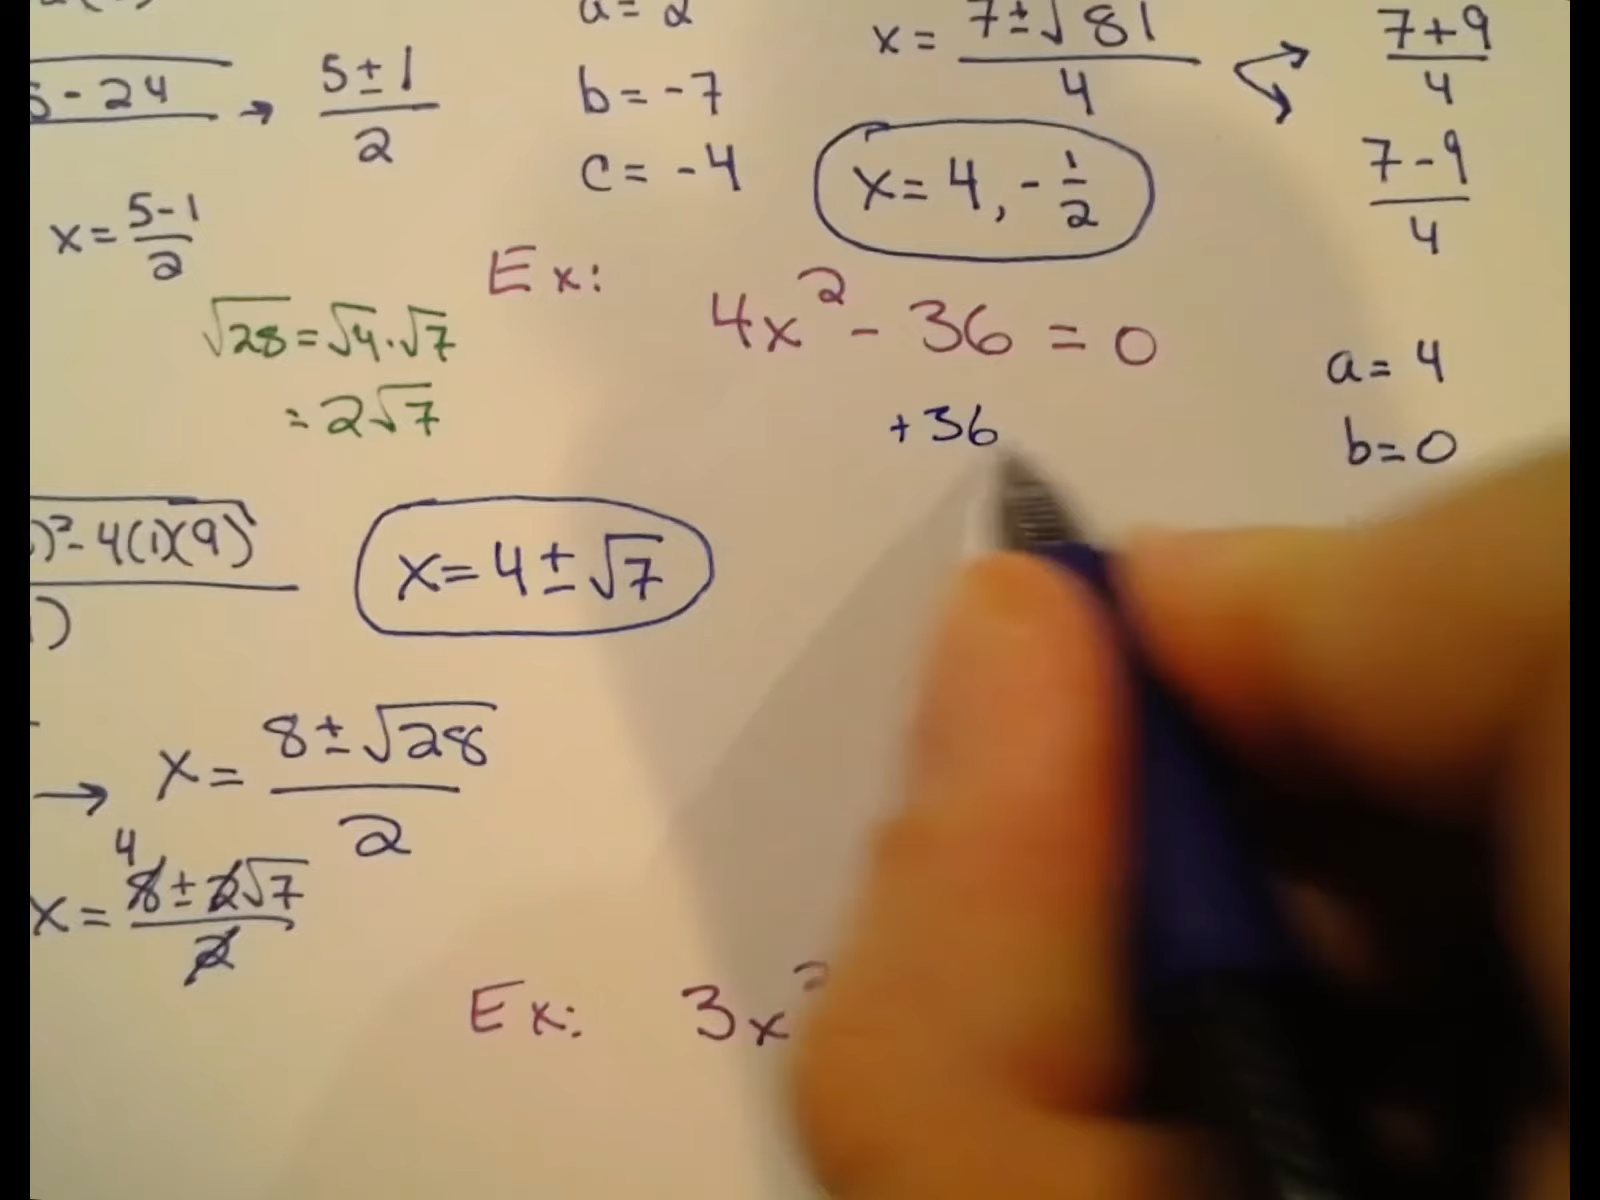 a = 2
x = 7±√81 / 4
7+9 / 4
5 - 24 → 5±1 / 2
b = -7
c = -4
x = 4, -1/2
7-9 / 4
x = 5-1 / 2
Ex: 4x² - 36 = 0
√28 = √4·√7
= 2√7
+36
a = 4
b = 0
)² - 4(1)(9)
x = 4 ± √7
→ x = 8±√28 / 2
4
x = 8±2√7 / 2
Ex: 3x²